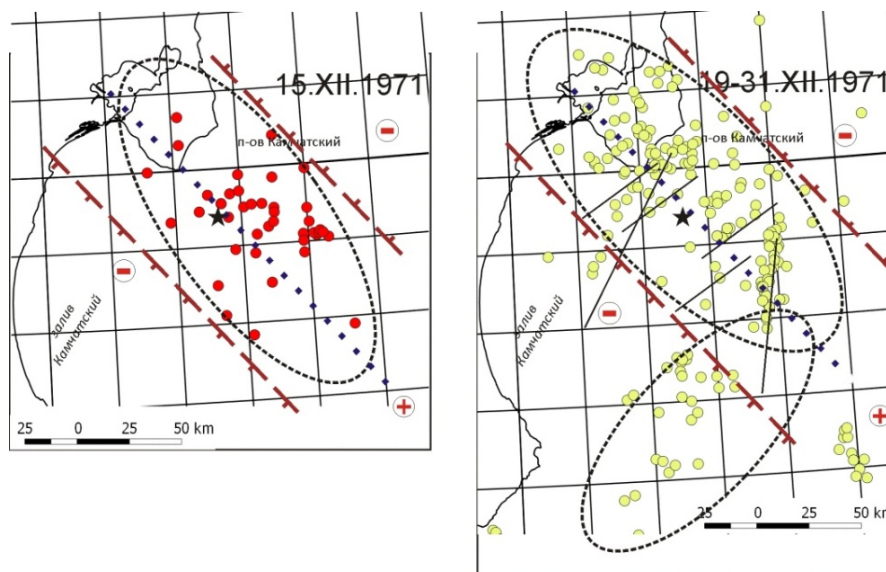 15.XII.1971
п-ов Камчатский
залив
Камчатский
25 0 25 50 km
19-31.XII.1971
п-ов Камчатский
залив
Камчатский
25 0 25 50 km